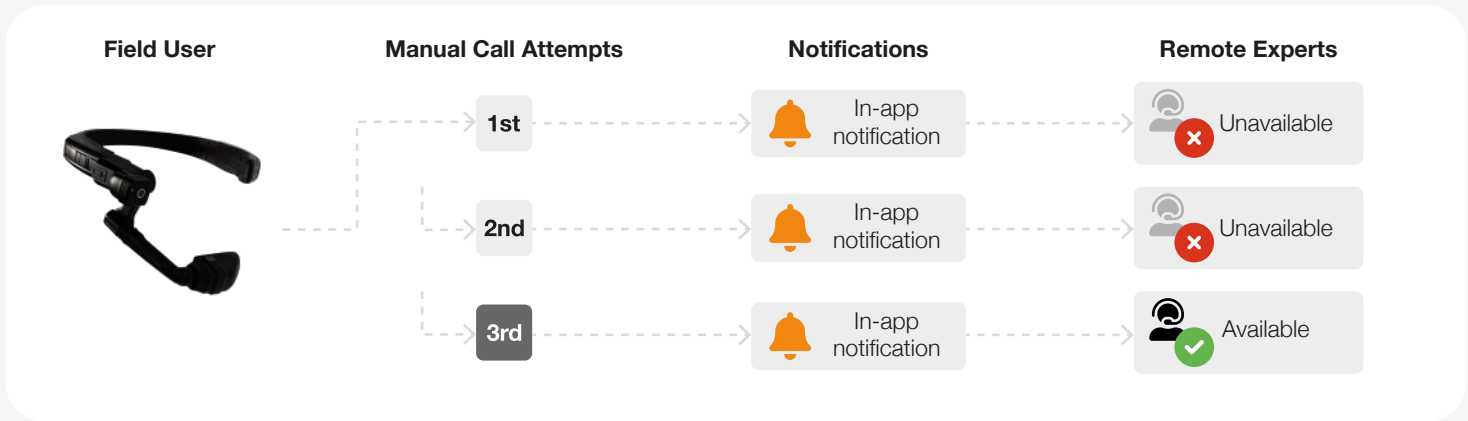 Field User
Manual Call Attempts
Notifications
Remote Experts
1st
In-app
notification
Unavailable
2nd
In-app
notification
Unavailable
3rd
In-app
notification
Available